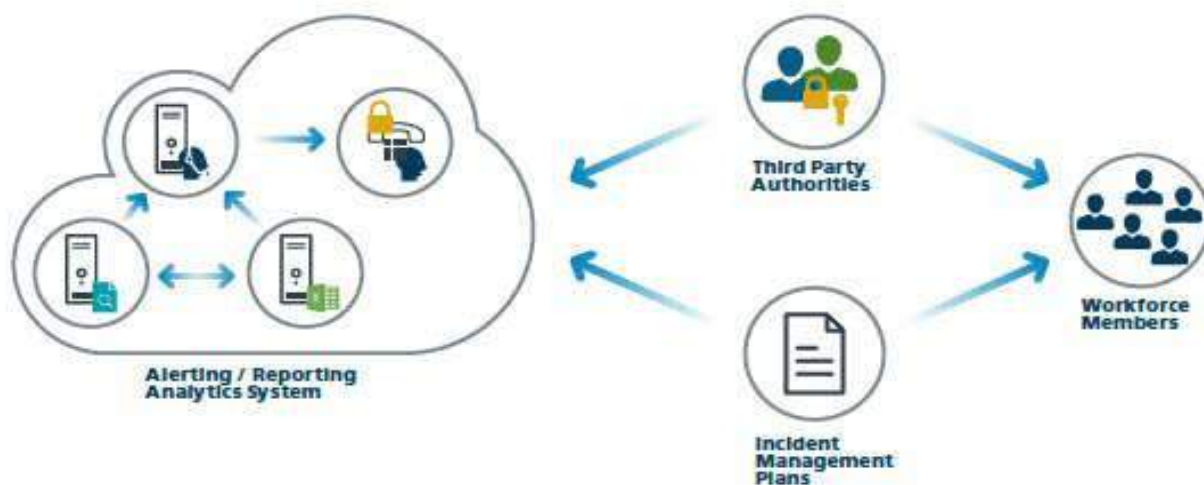 Third Party
Authorities
Workforce
Members
Alerting / Reporting
Analytics System
Incident
Management
Plans